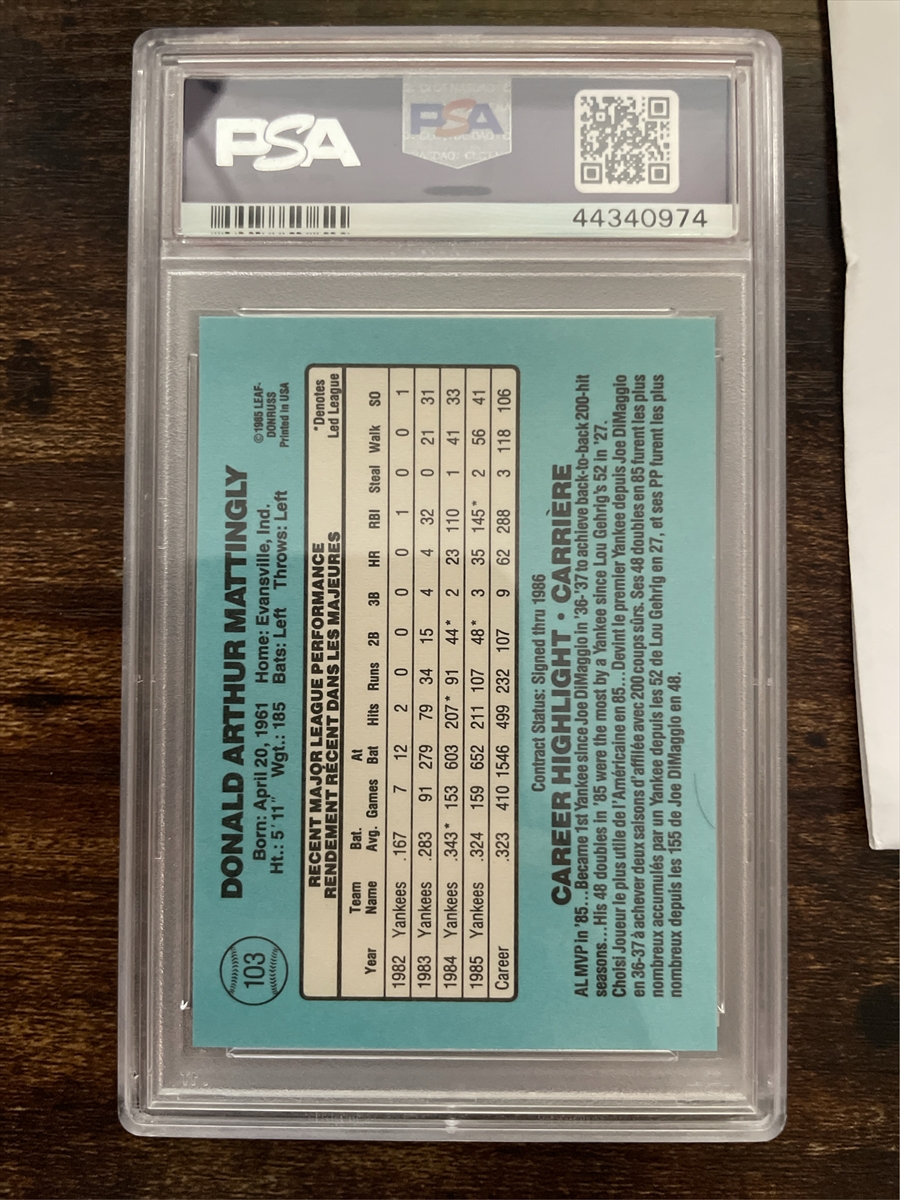 PSA
PSA
44340974
103
DONALD ARTHUR MATTINGLY
Born: April 20, 1961 Home: Evansville, Ind.
Ht.: 5'11" Wgt.: 185 Bats: Left Throws: Left
©1985 LEAF-
DONRUSS
Printed in USA
RECENT MAJOR LEAGUE PERFORMANCE
RENDEMENT RÉCENT DANS LES MAJEURES
*Denotes
Led League
Year Team Name Bat. Avg. Games At Bat Hits Runs 2B 3B HR RBI Steal Walk SO
1982 Yankees .167 7 12 2 0 0 0 0 1 0 0 1
1983 Yankees .283 91 279 79 34 15 4 4 32 0 21 31
1984 Yankees .343* 153 603 207* 91 44* 2 23 110 1 41 33
1985 Yankees .324 159 652 211 107 48* 3 35 145* 2 56 41
Career .323 410 1546 499 232 107 9 62 288 3 118 106
Contract Status: Signed thru 1986
CAREER HIGHLIGHT • CARRIÈRE
AL MVP in '85...Became 1st Yankee since Joe DiMaggio in '36-'37 to achieve back-to-back 200-hit
seasons...His 48 doubles in '85 were the most by a Yankee since Lou Gehrig's 52 in '27.
Choisi Joueur le plus utile de l'Américaine en 85...Devint le premier Yankee depuis Joe DiMaggio
en 36-37 à achever deux saisons d'affilée avec 200 coups sûrs. Ses 48 doubles en 85 furent les plus
nombreux accumulés par un Yankee depuis les 52 de Lou Gehrig en 27, et ses PP furent les plus
nombreux depuis les 155 de Joe DiMaggio en 48.